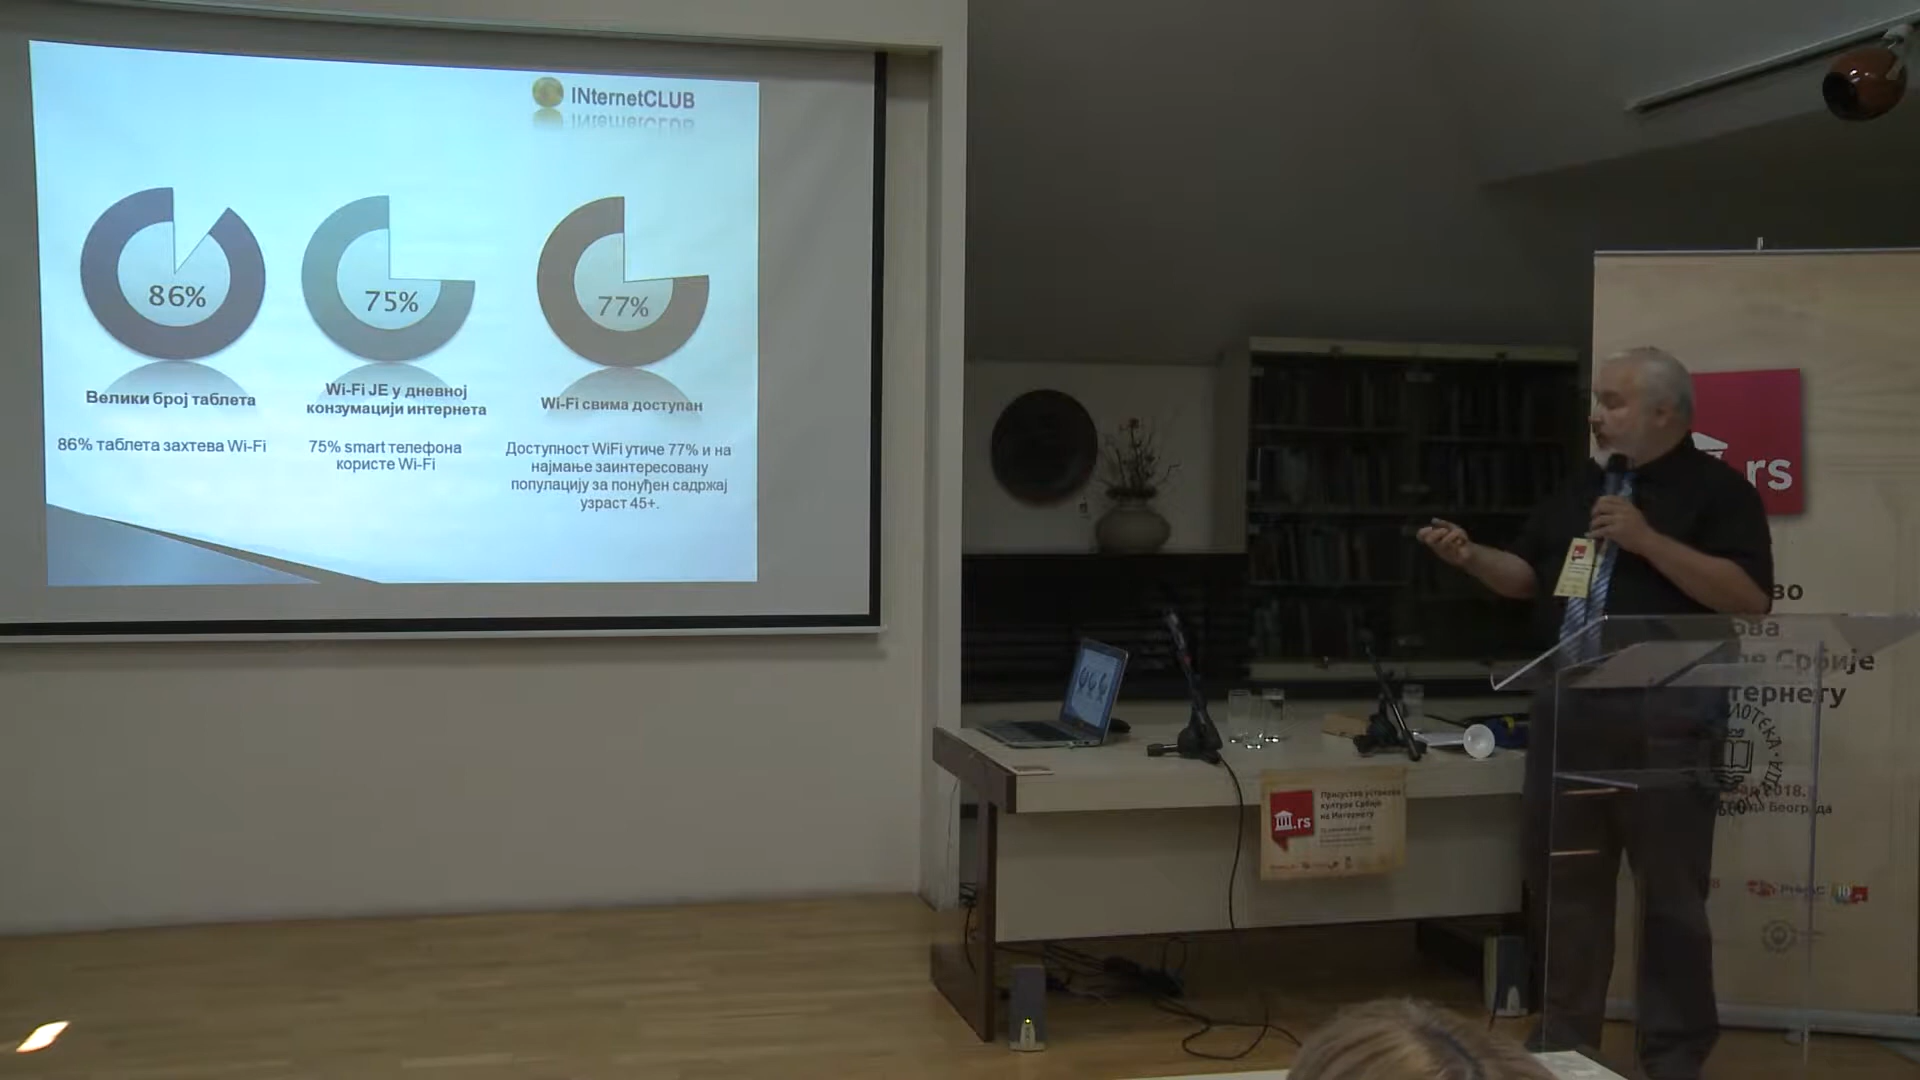 INternetCLUB
86%
75%
77%
Велики број таблета
86% таблета захтева Wi-Fi
Wi-Fi JE у дневној
конзумацији интернета
75% smart телефона
користе Wi-Fi
Wi-Fi свима доступан
Доступност WiFi утиче 77% и на
најмање заинтересовану
популацију за понуђен садржај
узраст 45+.
.rs
Србије
2018.
Присуство установа
културе Србије
на Интернету
.rs